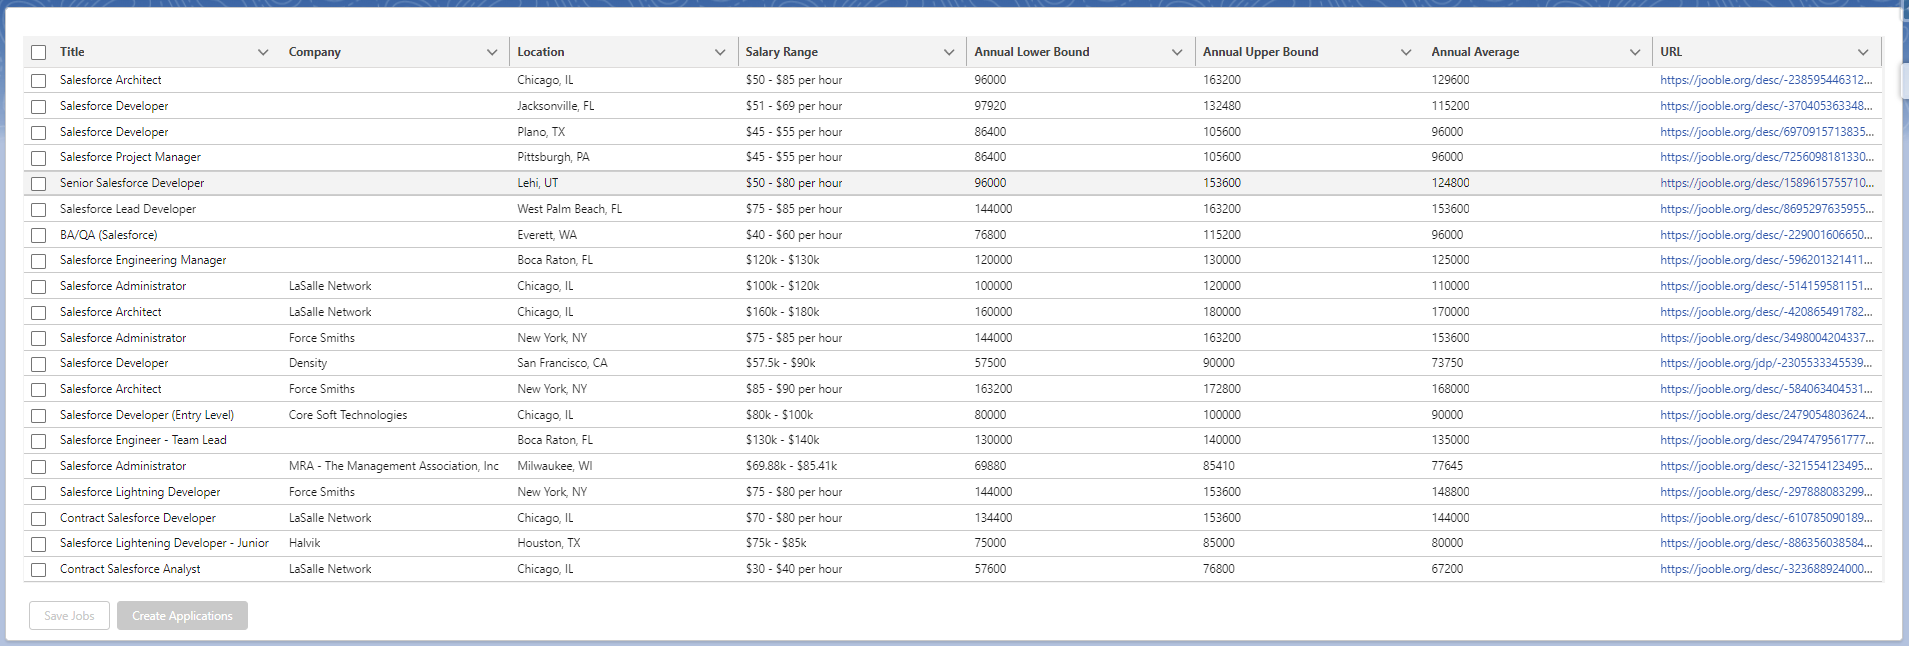 Title Company Location Salary Range Annual Lower Bound Annual Upper Bound Annual Average URL
Salesforce Architect Chicago, IL $50 - $85 per hour 96000 163200 129600 https://jooble.org/desc/-238595446312...
Salesforce Developer Jacksonville, FL $51 - $69 per hour 97920 132480 115200 https://jooble.org/desc/-370405363348...
Salesforce Developer Plano, TX $45 - $55 per hour 86400 105600 96000 https://jooble.org/desc/6970915713835...
Salesforce Project Manager Pittsburgh, PA $45 - $55 per hour 86400 105600 96000 https://jooble.org/desc/7256098181330...
Senior Salesforce Developer Lehi, UT $50 - $80 per hour 96000 153600 124800 https://jooble.org/desc/1589615755710...
Salesforce Lead Developer West Palm Beach, FL $75 - $85 per hour 144000 163200 153600 https://jooble.org/desc/8695297635955...
BA/QA (Salesforce) Everett, WA $40 - $60 per hour 76800 115200 96000 https://jooble.org/desc/-229001606650...
Salesforce Engineering Manager Boca Raton, FL $120k - $130k 120000 130000 125000 https://jooble.org/desc/-596201321411...
Salesforce Administrator LaSalle Network Chicago, IL $100k - $120k 100000 120000 110000 https://jooble.org/desc/-514159581151...
Salesforce Architect LaSalle Network Chicago, IL $160k - $180k 160000 180000 170000 https://jooble.org/desc/-420865491782...
Salesforce Administrator Force Smiths New York, NY $75 - $85 per hour 144000 163200 153600 https://jooble.org/desc/3498004204337...
Salesforce Developer Density San Francisco, CA $57.5k - $90k 57500 90000 73750 https://jooble.org/jdp/-2305533345539...
Salesforce Architect Force Smiths New York, NY $85 - $90 per hour 163200 172800 168000 https://jooble.org/desc/-584063404531...
Salesforce Developer (Entry Level) Core Soft Technologies Chicago, IL $80k - $100k 80000 100000 90000 https://jooble.org/desc/2479054803624...
Salesforce Engineer - Team Lead Boca Raton, FL $130k - $140k 130000 140000 135000 https://jooble.org/desc/2947479561777...
Salesforce Administrator MRA - The Management Association, Inc Milwaukee, WI $69.88k - $85.41k 69880 85410 77645 https://jooble.org/desc/-321554123495...
Salesforce Lightning Developer Force Smiths New York, NY $75 - $80 per hour 144000 153600 148800 https://jooble.org/desc/-297888083299...
Contract Salesforce Developer LaSalle Network Chicago, IL $70 - $80 per hour 134400 153600 144000 https://jooble.org/desc/-610785090189...
Salesforce Lightening Developer - Junior Halvik Houston, TX $75k - $85k 75000 85000 80000 https://jooble.org/desc/-886356038584...
Contract Salesforce Analyst LaSalle Network Chicago, IL $30 - $40 per hour 57600 76800 67200 https://jooble.org/desc/-323688924000...
Save Jobs Create Applications